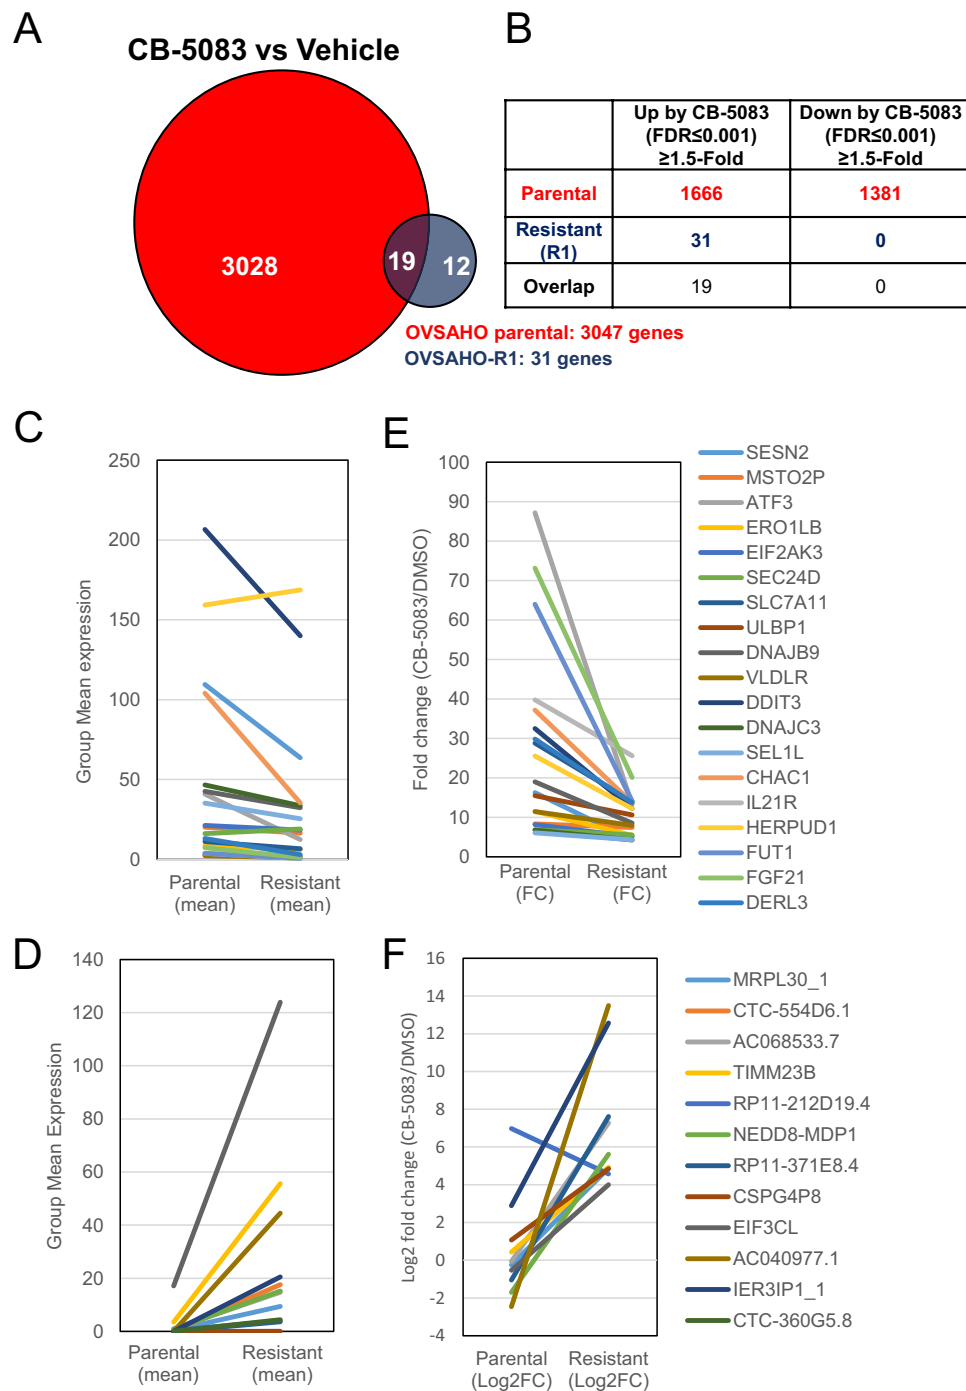 A
CB-5083 vs Vehicle
3028
19
12
OVSAHO parental: 3047 genes
OVSAHO-R1: 31 genes
B
Up by CB-5083
(FDR≤0.001)
≥1.5-Fold
Down by CB-5083
(FDR≤0.001)
≥1.5-Fold
Parental
1666
1381
Resistant
(R1)
31
0
Overlap
19
0
C
Group Mean expression
250
200
150
100
50
0
Parental
(mean)
Resistant
(mean)
E
Fold change (CB-5083/DMSO)
100
90
80
70
60
50
40
30
20
10
0
Parental
(FC)
Resistant
(FC)
SESN2
MSTO2P
ATF3
ERO1LB
EIF2AK3
SEC24D
SLC7A11
ULBP1
DNAJB9
VLDLR
DDIT3
DNAJC3
SEL1L
CHAC1
IL21R
HERPUD1
FUT1
FGF21
DERL3
D
Group Mean Expression
140
120
100
80
60
40
20
0
Parental
(mean)
Resistant
(mean)
F
Log2 fold change (CB-5083/DMSO)
16
14
12
10
8
6
4
2
0
-2
-4
Parental
(Log2FC)
Resistant
(Log2FC)
MRPL30_1
CTC-554D6.1
AC068533.7
TIMM23B
RP11-212D19.4
NEDD8-MDP1
RP11-371E8.4
CSPG4P8
EIF3CL
AC040977.1
IER3IP1_1
CTC-360G5.8